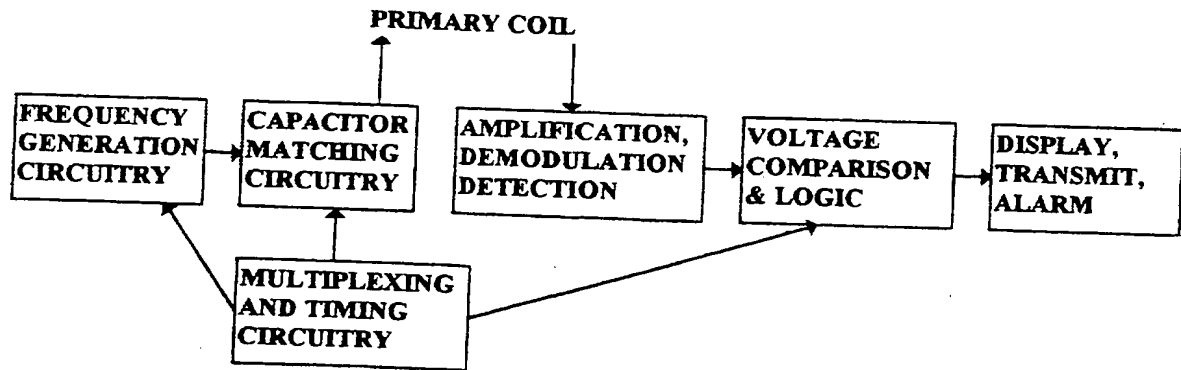 PRIMARY COIL
FREQUENCY
GENERATION
CIRCUITRY
CAPACITOR
MATCHING
CIRCUITRY
AMPLIFICATION,
DEMODULATION
DETECTION
VOLTAGE
COMPARISON
& LOGIC
DISPLAY,
TRANSMIT,
ALARM
MULTIPLEXING
AND TIMING
CIRCUITRY